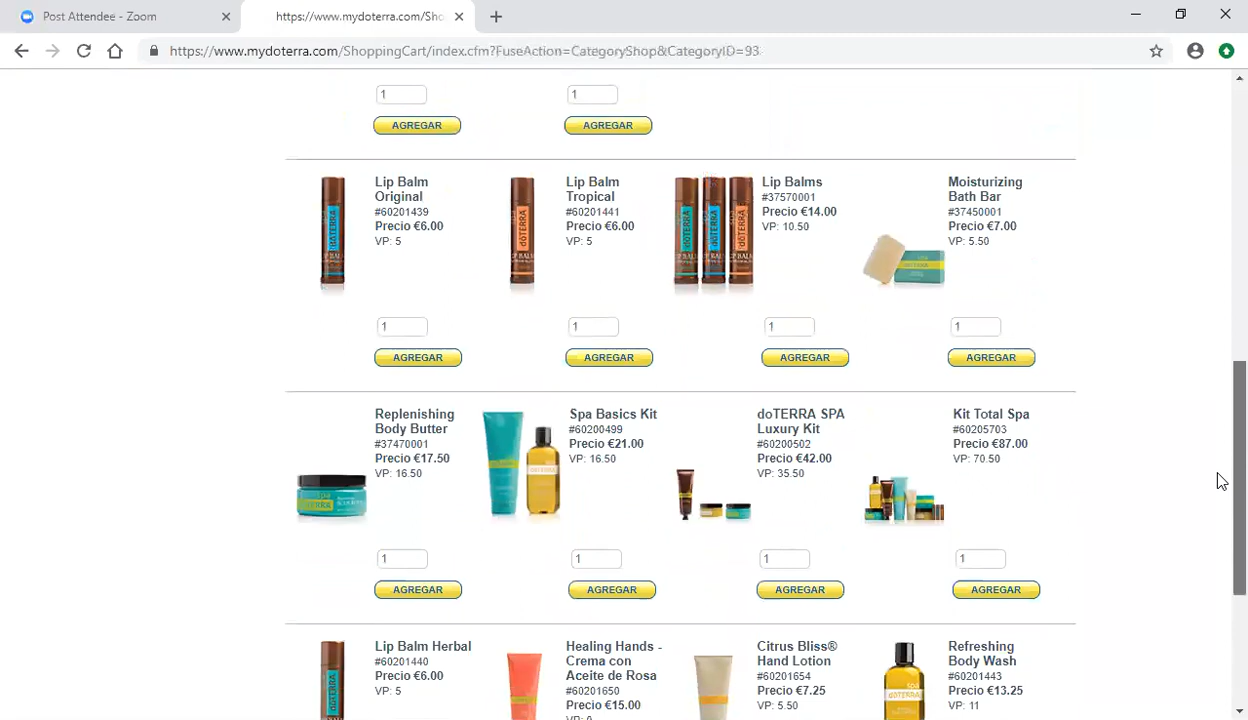 Post Attendee - Zoom
https://www.mydoterra.com/Sho
https://www.mydoterra.com/ShoppingCart/index.cfm?FuseAction=CategoryShop&CategoryID=93
1
1
AGREGAR
AGREGAR
Lip Balm
Original
#60201439
Precio €6.00
VP: 5
1
AGREGAR
Lip Balm
Tropical
#60201441
Precio €6.00
VP: 5
1
AGREGAR
Lip Balms
#37570001
Precio €14.00
VP: 10.50
1
AGREGAR
Moisturizing
Bath Bar
#37450001
Precio €7.00
VP: 5.50
1
AGREGAR
Replenishing
Body Butter
#37470001
Precio €17.50
VP: 16.50
1
AGREGAR
Spa Basics Kit
#60200499
Precio €21.00
VP: 16.50
1
AGREGAR
doTERRA SPA
Luxury Kit
#60200502
Precio €42.00
VP: 35.50
1
AGREGAR
Kit Total Spa
#60205703
Precio €87.00
VP: 70.50
1
AGREGAR
Lip Balm Herbal
#60201440
Precio €6.00
VP: 5
Healing Hands -
Crema con
Aceite de Rosa
#60201650
Precio €15.00
Citrus Bliss®
Hand Lotion
#60201654
Precio €7.25
VP: 5.50
Refreshing
Body Wash
#60201443
Precio €13.25
VP: 11